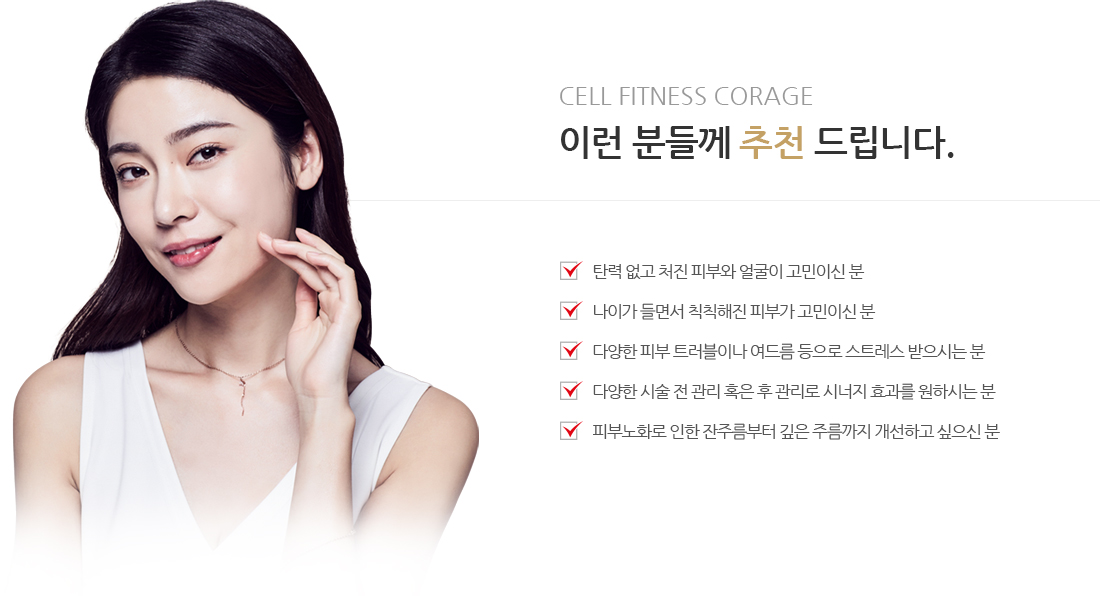 CELL FITNESS CORAGE
이런 분들께 추천 드립니다.
탄력 없고 처진 피부와 얼굴이 고민이신 분
나이가 들면서 칙칙해진 피부가 고민이신 분
다양한 피부 트러블이나 여드름 등으로 스트레스 받으시는 분
다양한 시술 전 관리 혹은 후 관리로 시너지 효과를 원하시는 분
피부노화로 인한 잔주름부터 깊은 주름까지 개선하고 싶으신 분